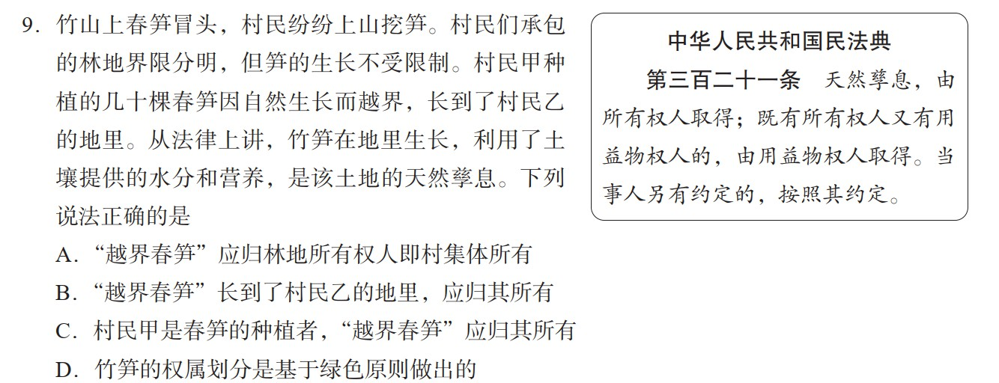 9．竹山上春笋冒头，村民纷纷上山挖笋。村民们承包
的林地界限分明，但笋的生长不受限制。村民甲种
植的几十棵春笋因自然生长而越界，长到了村民乙
的地里。从法律上讲，竹笋在地里生长，利用了土
壤提供的水分和营养，是该土地的天然孳息。下列
说法正确的是
A．“越界春笋”应归林地所有权人即村集体所有
B．“越界春笋”长到了村民乙的地里，应归其所有
C．村民甲是春笋的种植者，“越界春笋”应归其所有
D．竹笋的权属划分是基于绿色原则做出的
中华人民共和国民法典
第三百二十一条　天然孳息，由
所有权人取得；既有所有权人又有用
益物权人的，由用益物权人取得。当
事人另有约定的，按照其约定。